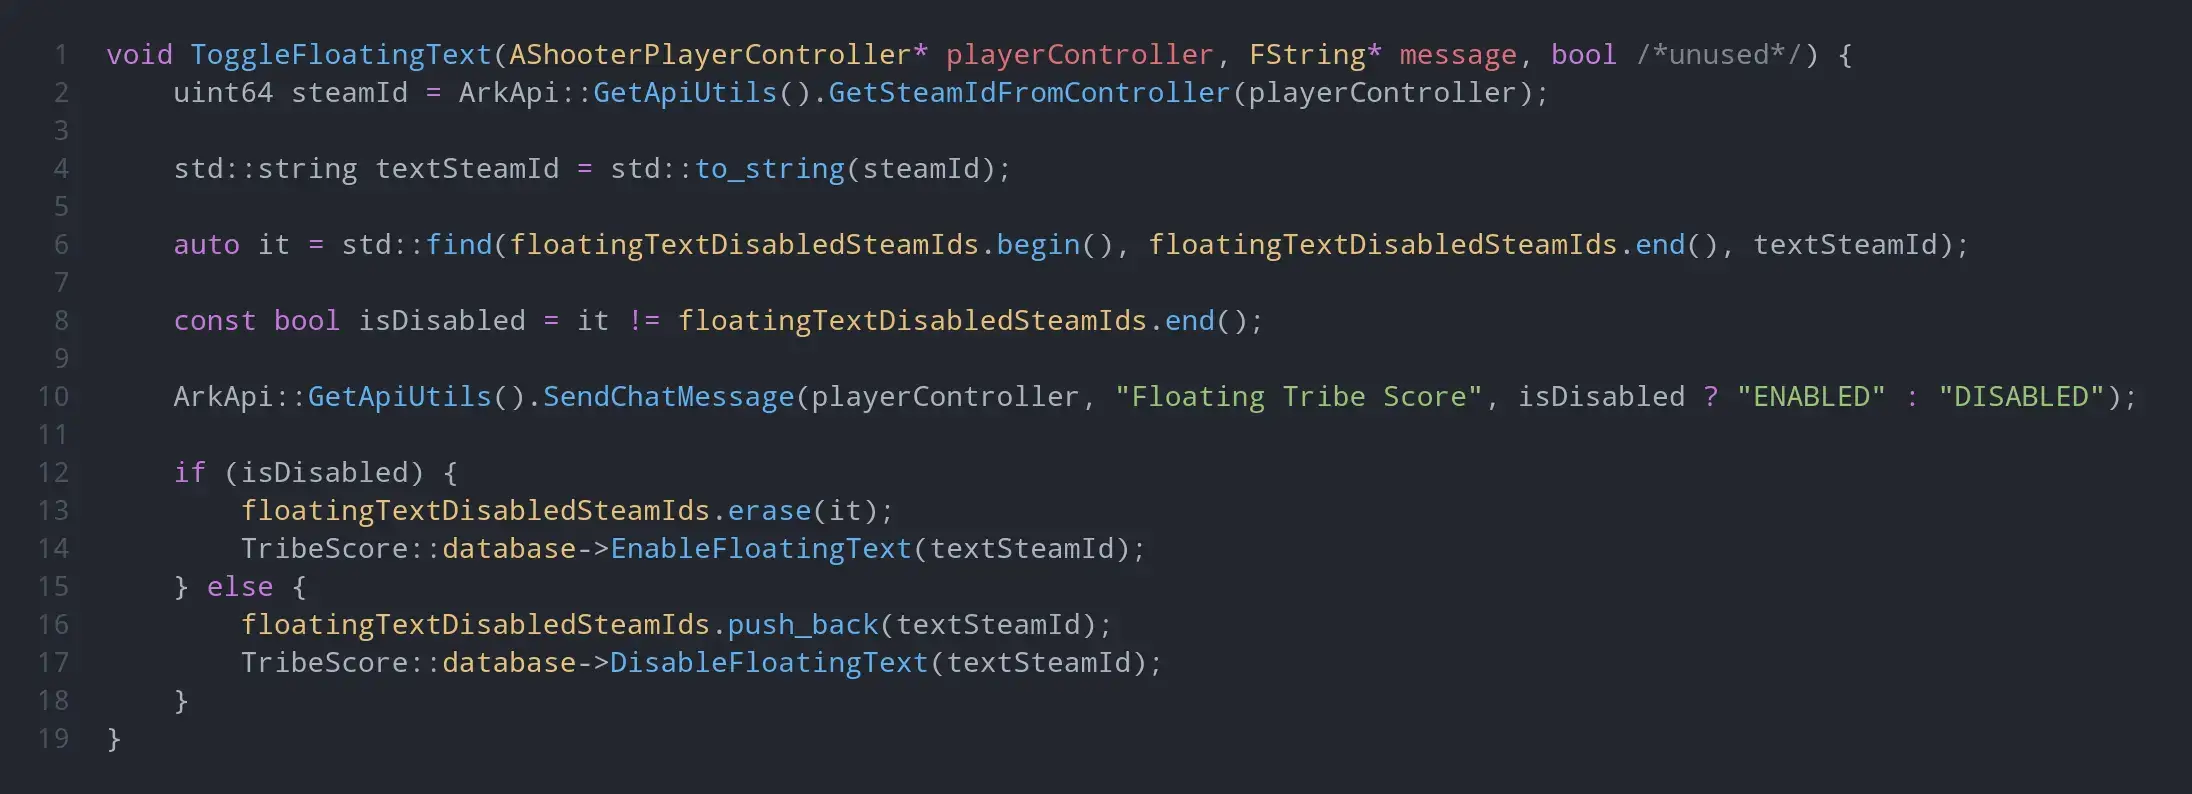 1 void ToggleFloatingText(AShooterPlayerController* playerController, FString* message, bool /*unused*/) {
2     uint64 steamId = ArkApi::GetApiUtils().GetSteamIdFromController(playerController);
3
4     std::string textSteamId = std::to_string(steamId);
5
6     auto it = std::find(floatingTextDisabledSteamIds.begin(), floatingTextDisabledSteamIds.end(), textSteamId);
7
8     const bool isDisabled = it != floatingTextDisabledSteamIds.end();
9
10     ArkApi::GetApiUtils().SendChatMessage(playerController, "Floating Tribe Score", isDisabled ? "ENABLED" : "DISABLED");
11
12     if (isDisabled) {
13         floatingTextDisabledSteamIds.erase(it);
14         TribeScore::database->EnableFloatingText(textSteamId);
15     } else {
16         floatingTextDisabledSteamIds.push_back(textSteamId);
17         TribeScore::database->DisableFloatingText(textSteamId);
18     }
19 }